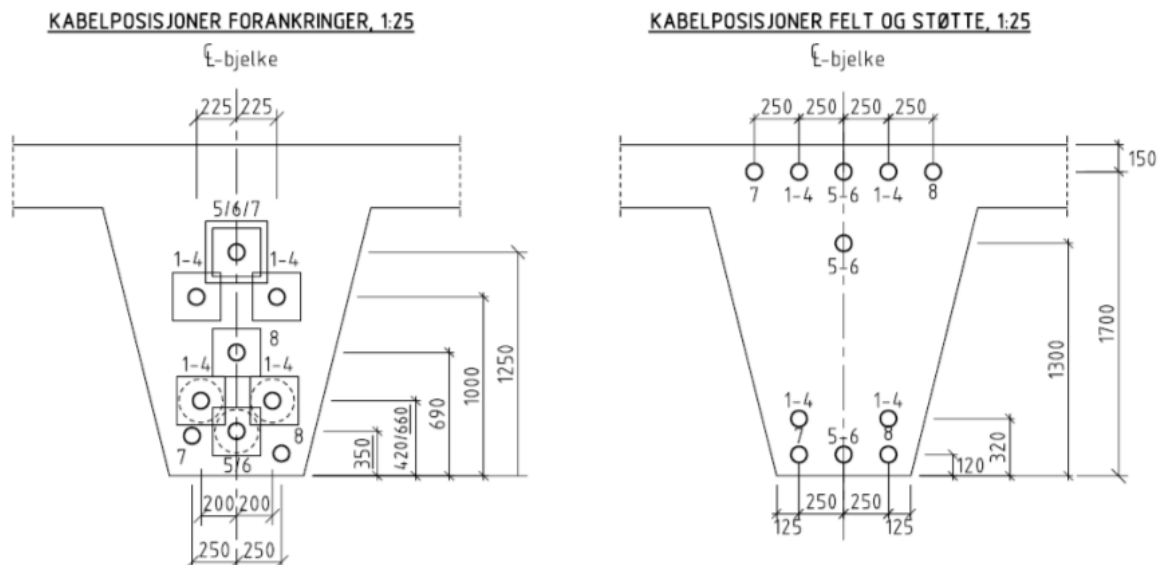 KABELPOSISJONER FORANKRINGER, 1:25
℄-bjelke
225 225
5/6/7
1-4 1-4
8
1-4 1-4
7 5/6 8
200 200
250 250
350
420/660
690
1000
1250
KABELPOSISJONER FELT OG STØTTE, 1:25
℄-bjelke
250 250 250 250
150
7 1-4 5-6 1-4 8
5-6
1-4 1-4
7 5-6 8
250 250
125 125
120
320
1300
1700